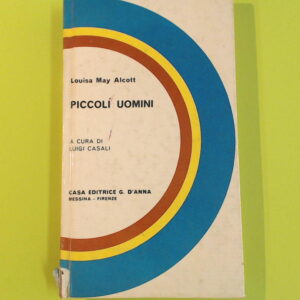 Louisa May Alcott
PICCOLI UOMINI
A CURA DI
LUIGI CASALI
CASA EDITRICE G. D'ANNA
MESSINA - FIRENZE